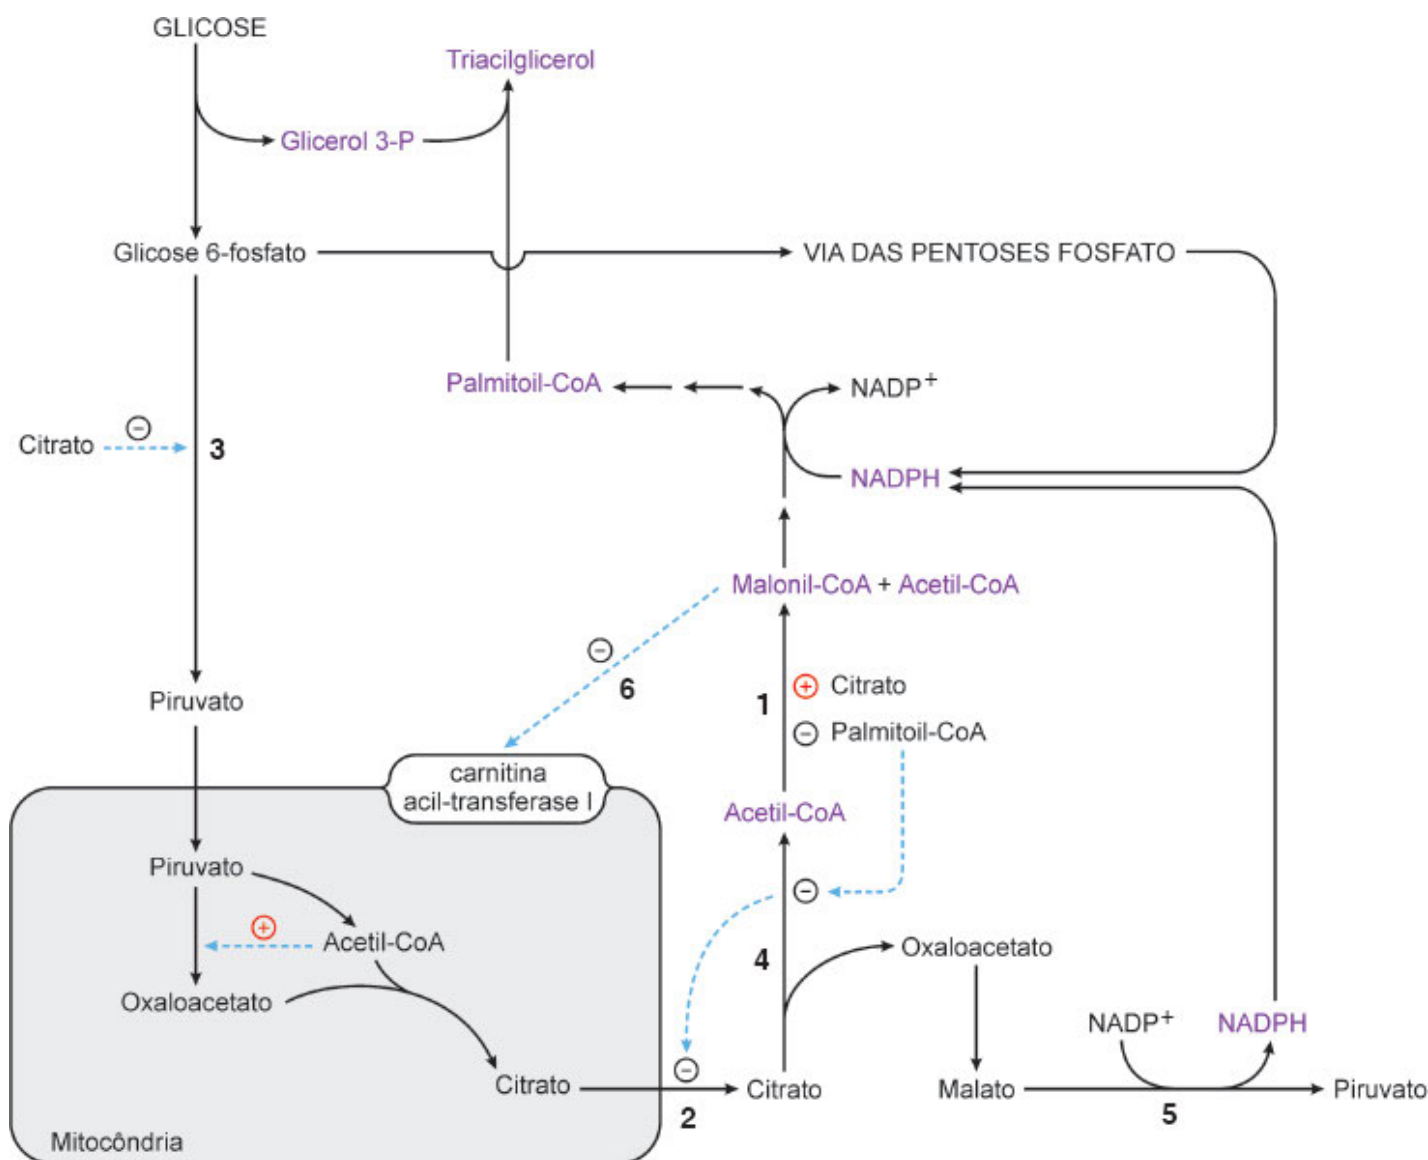 GLICOSE
Triacilglicerol
Glicerol 3-P
Glicose 6-fosfato
VIA DAS PENTOSES FOSFATO
Palmitoil-CoA
NADP+
Citrato
−
3
NADPH
Malonil-CoA + Acetil-CoA
−
6
1
+ Citrato
− Palmitoil-CoA
Piruvato
carnitina
acil-transferase I
Acetil-CoA
Piruvato
−
+
Acetil-CoA
Oxaloacetato
4
Oxaloacetato
NADP+
NADPH
−
Citrato
2
Citrato
Malato
5
Piruvato
Mitocôndria